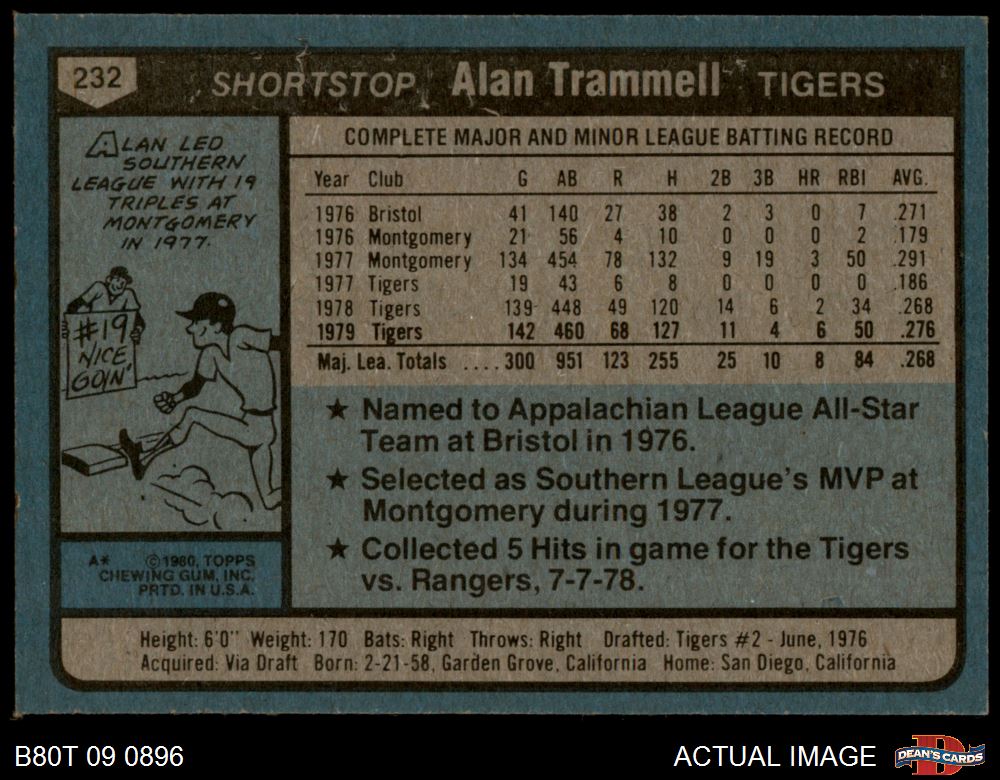 232
SHORTSTOP Alan Trammell TIGERS
ALAN LED
SOUTHERN
LEAGUE WITH 19
TRIPLES AT
MONTGOMERY
IN 1977.
#19
NICE
GOIN'
A* ©1980, TOPPS
CHEWING GUM, INC.
PRTD. IN U.S.A.
COMPLETE MAJOR AND MINOR LEAGUE BATTING RECORD
Year Club G AB R H 2B 3B HR RBI AVG.
1976 Bristol 41 140 27 38 2 3 0 7 .271
1976 Montgomery 21 56 4 10 0 0 0 2 .179
1977 Montgomery 134 454 78 132 9 19 3 50 .291
1977 Tigers 19 43 6 8 0 0 0 0 .186
1978 Tigers 139 448 49 120 14 6 2 34 .268
1979 Tigers 142 460 68 127 11 4 6 50 .276
Maj. Lea. Totals ....300 951 123 255 25 10 8 84 .268
★ Named to Appalachian League All-Star
Team at Bristol in 1976.
★ Selected as Southern League's MVP at
Montgomery during 1977.
★ Collected 5 Hits in game for the Tigers
vs. Rangers, 7-7-78.
Height: 6'0" Weight: 170 Bats: Right Throws: Right Drafted: Tigers #2 - June, 1976
Acquired: Via Draft Born: 2-21-58, Garden Grove, California Home: San Diego, California
B80T 09 0896
ACTUAL IMAGE
D
DEAN'S CARDS